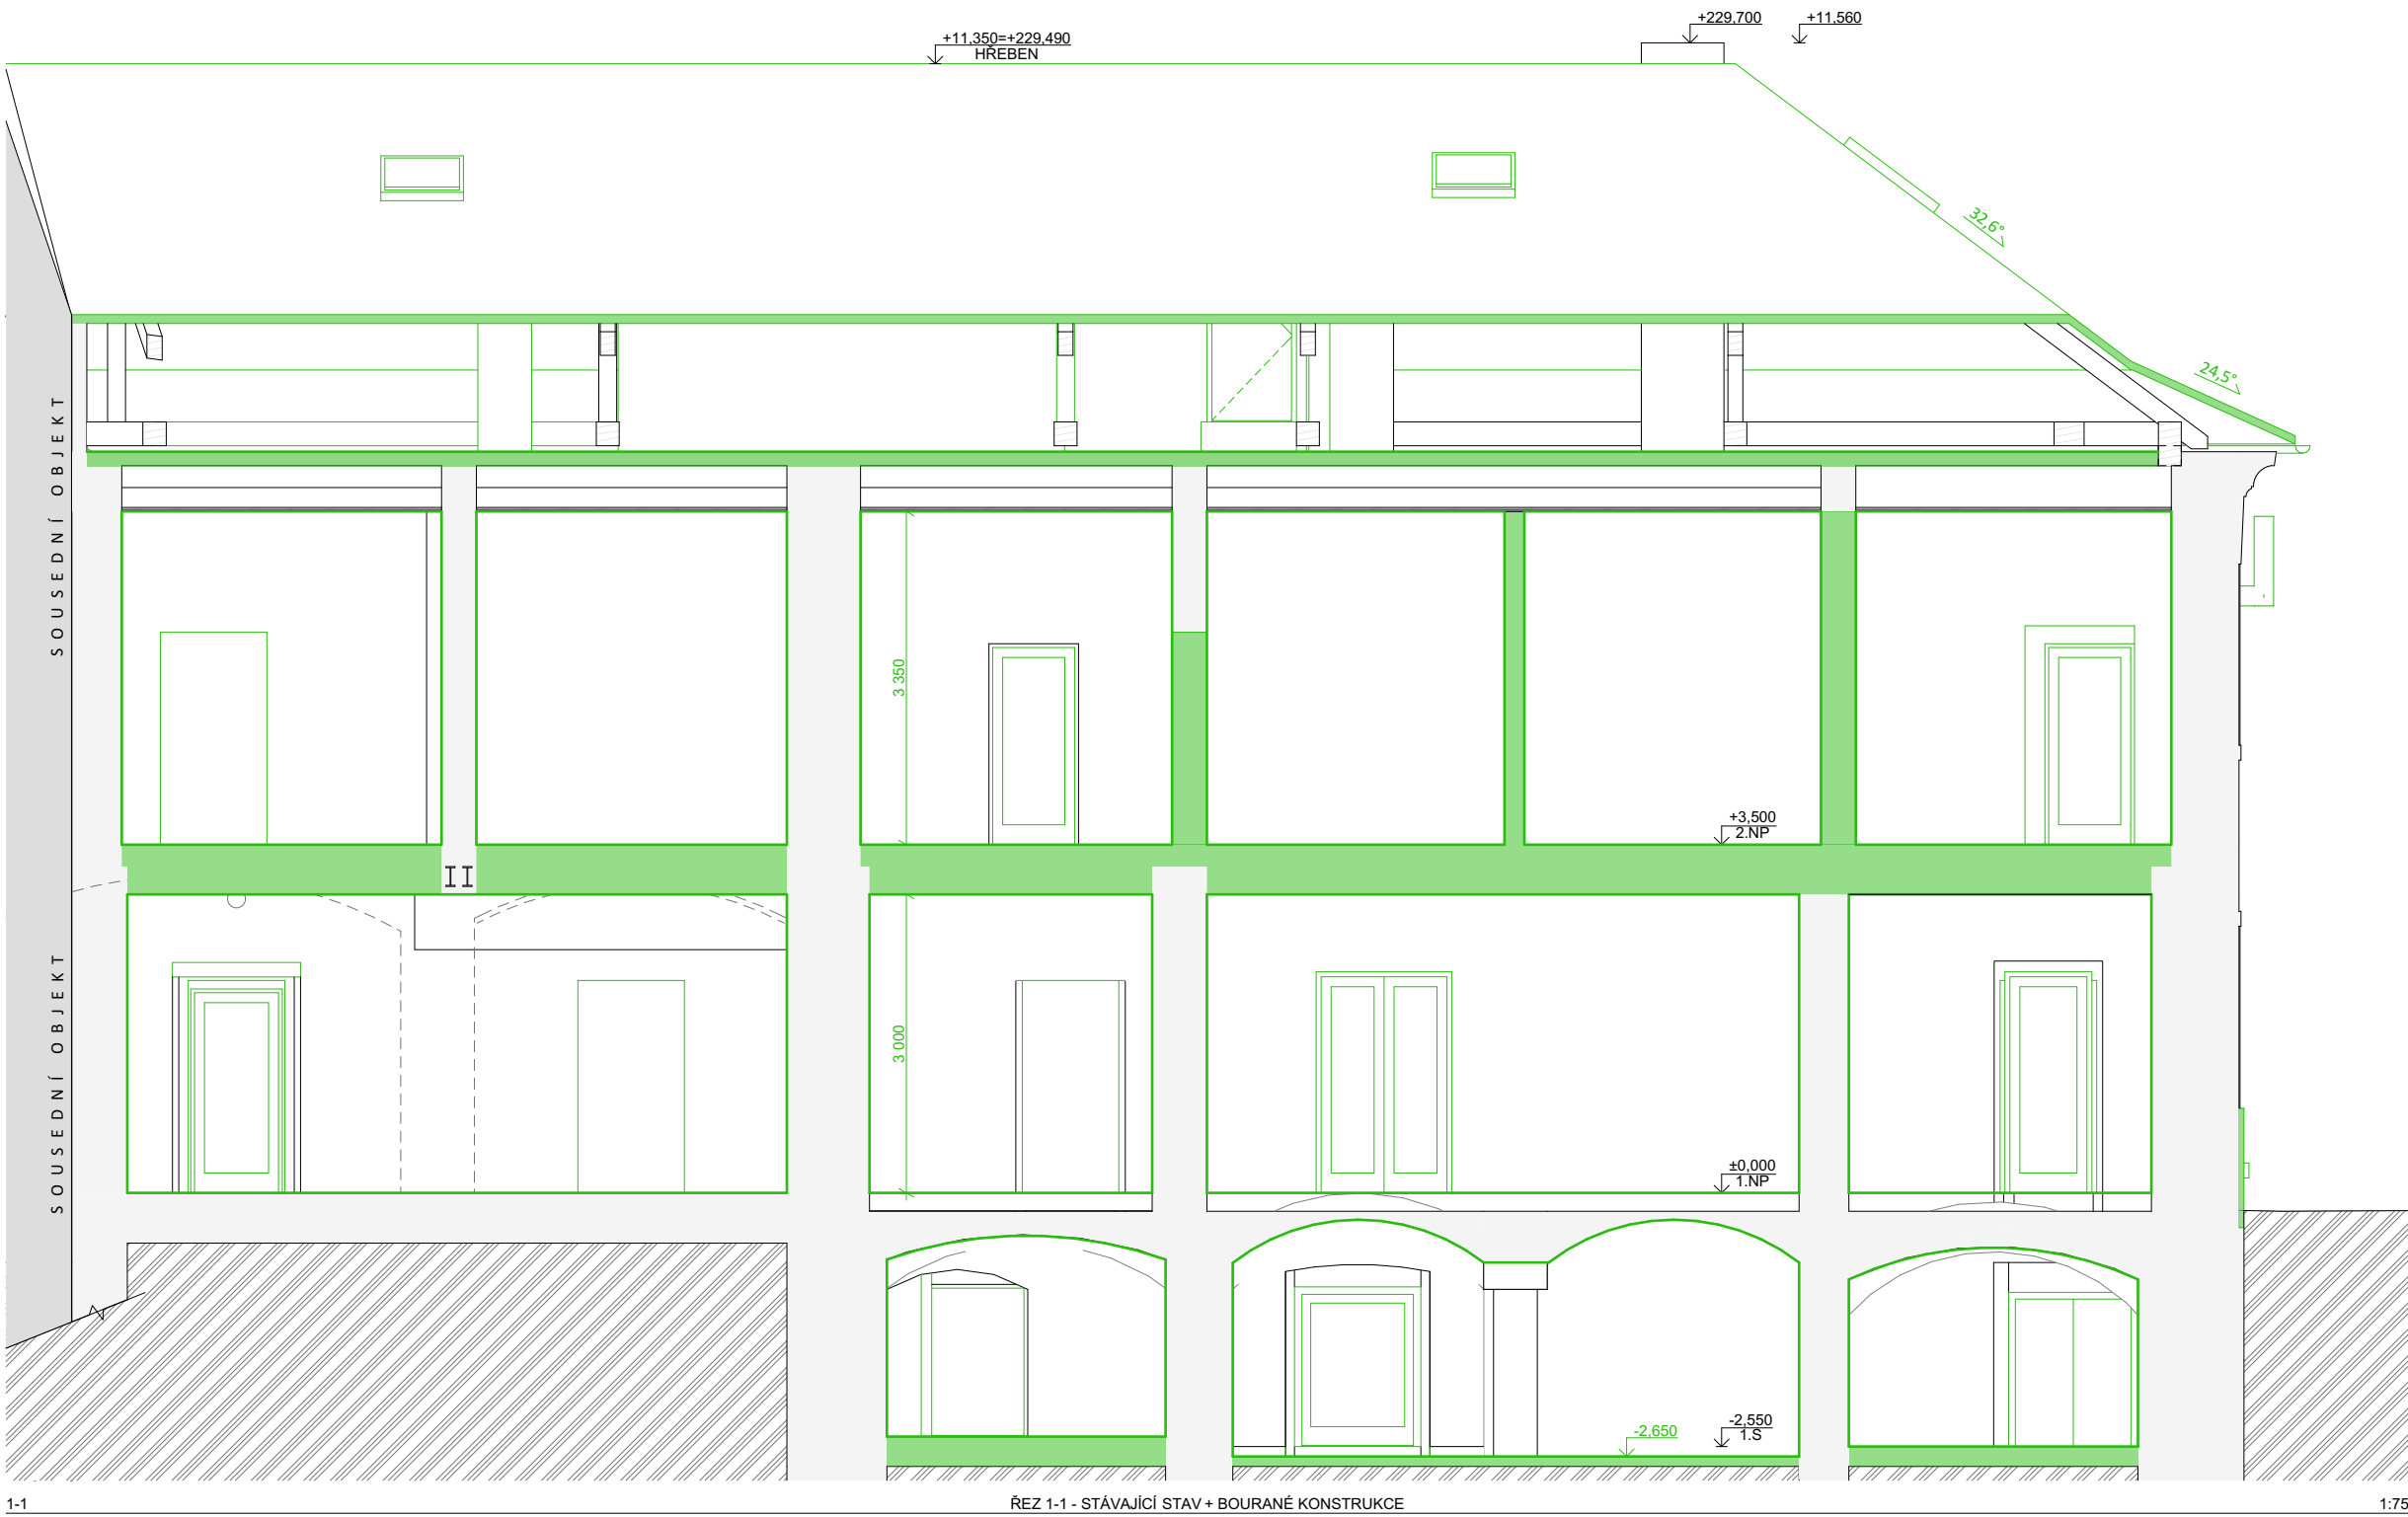 +229,700
+11,560
+11,350=+229,490
HŘEBEN
32,6°
24,5°
SOUSEDNÍ OBJEKT
3 350
+3,500
2.NP
SOUSEDNÍ OBJEKT
3 000
±0,000
1.NP
-2,650
-2,550
1.S
1-1
ŘEZ 1-1 - STÁVAJÍCÍ STAV + BOURANÉ KONSTRUKCE
1:75